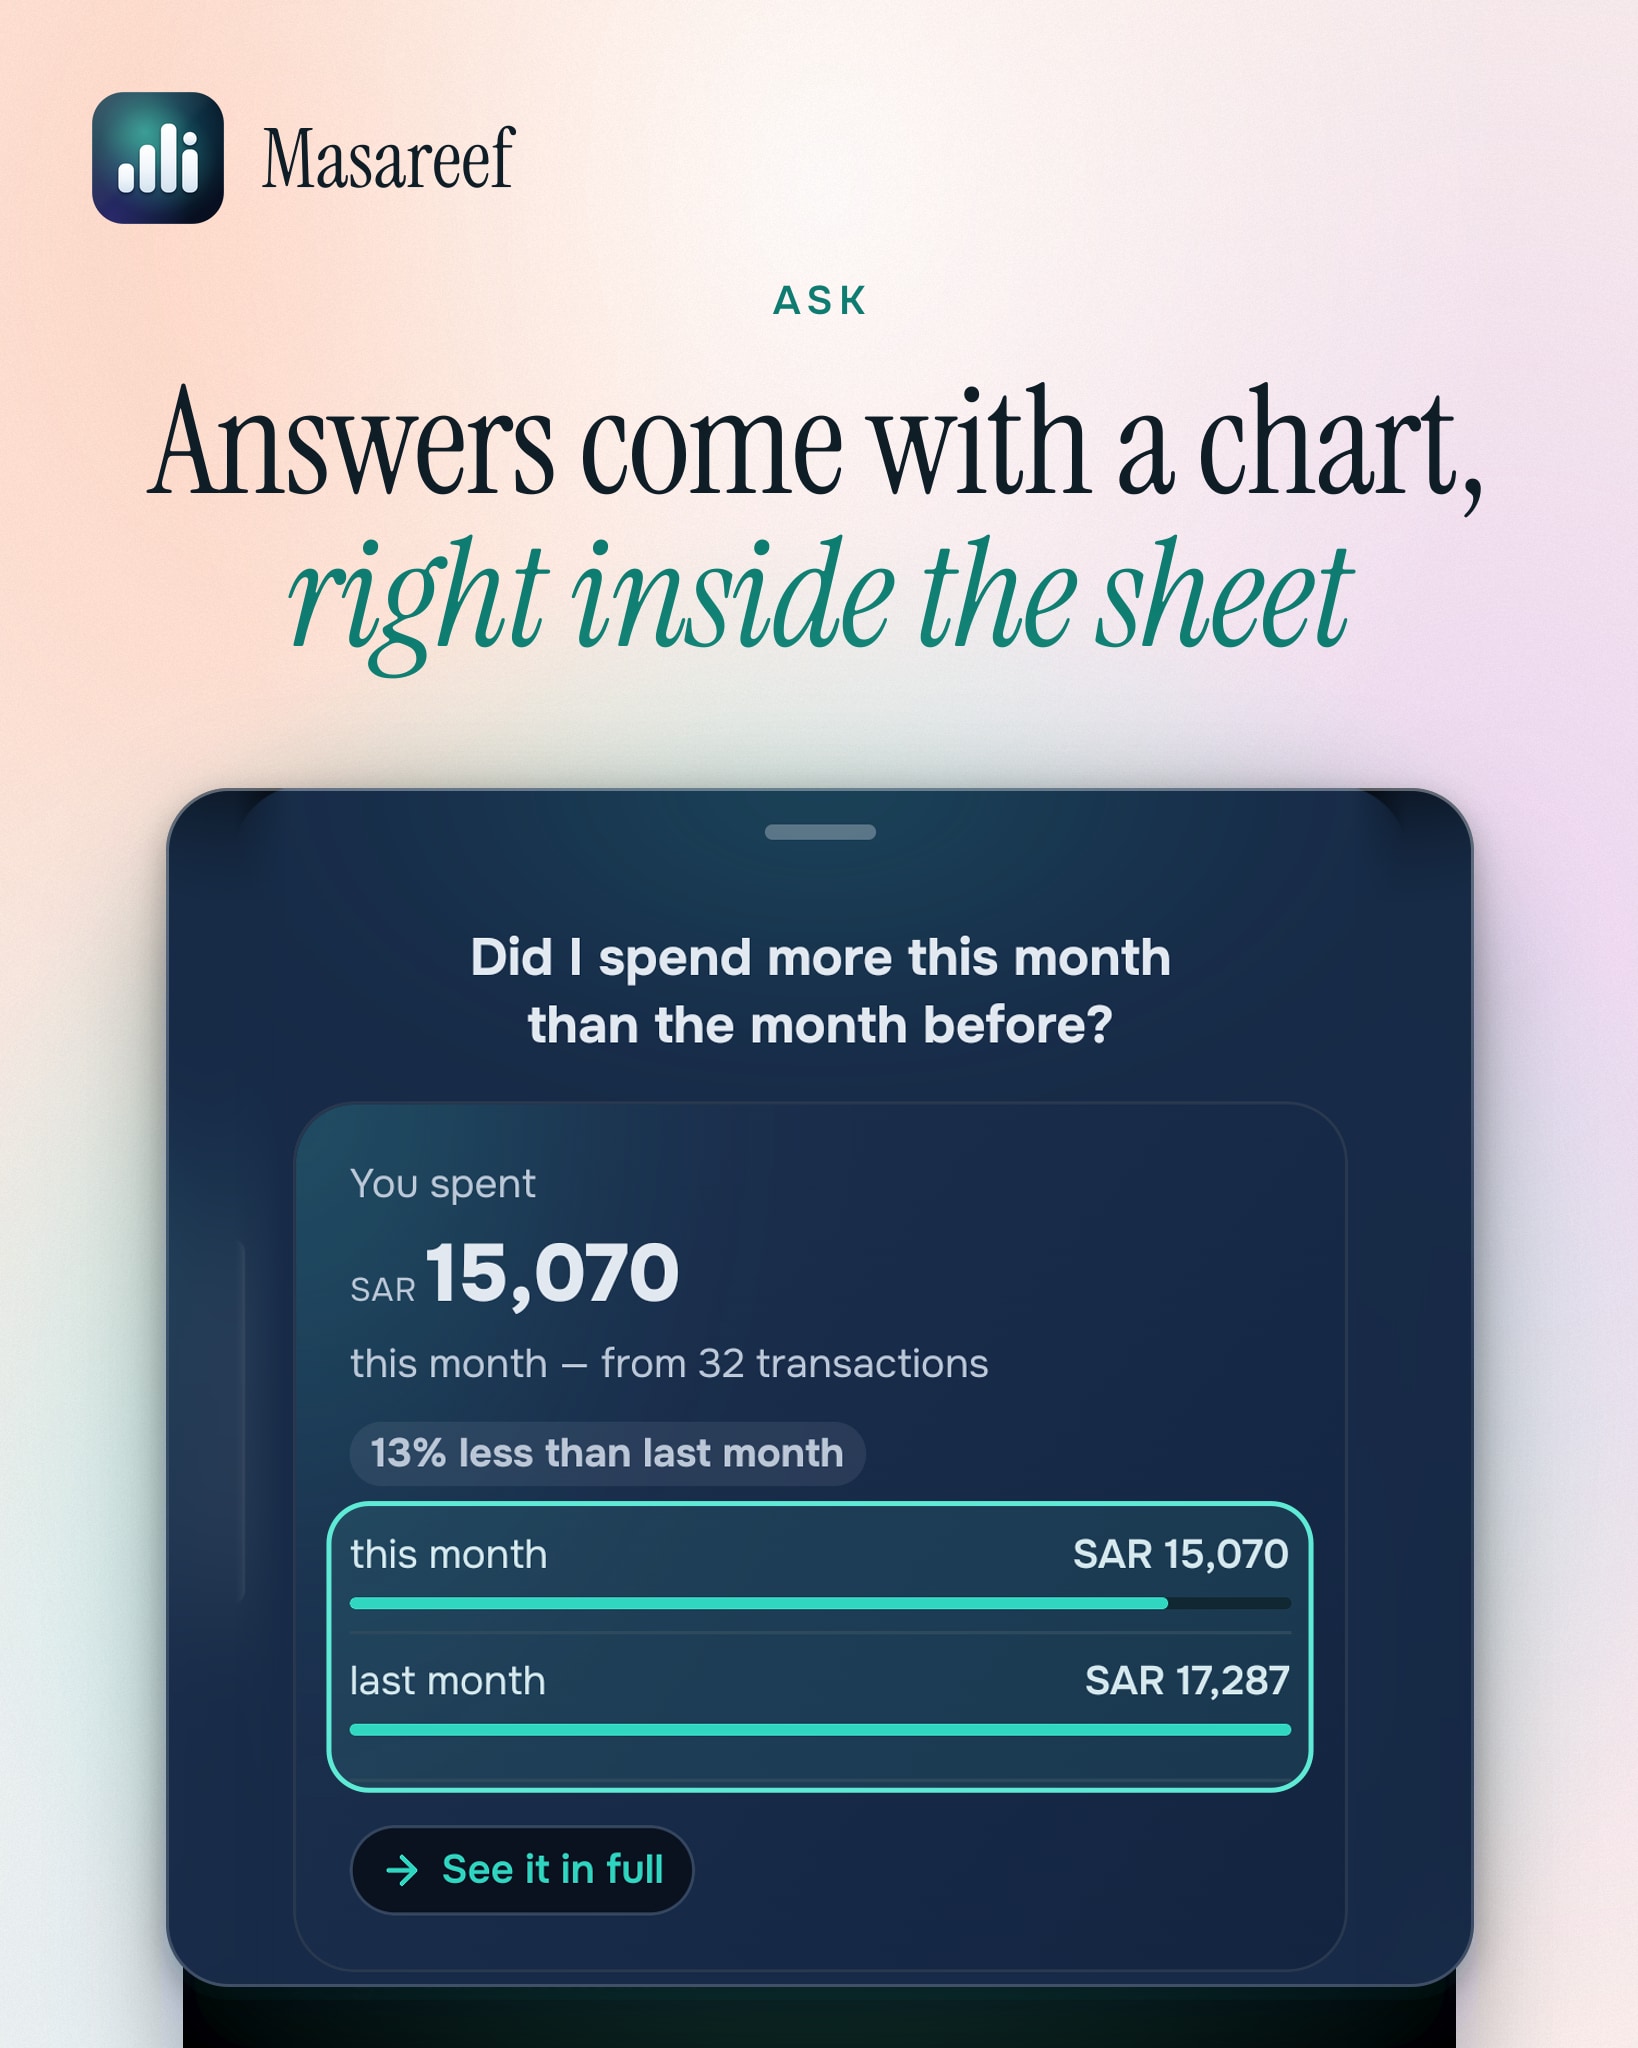 Masareef
ASK
Answers come with a chart,
right inside the sheet
Did I spend more this month
than the month before?
You spent
SAR 15,070
this month — from 32 transactions
13% less than last month
this month SAR 15,070
last month SAR 17,287
→ See it in full